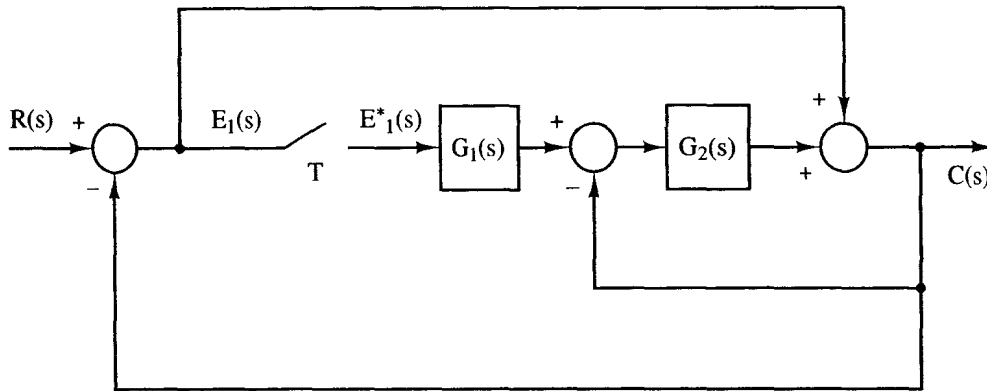 R(s)
+
−
E₁(s)
T
E*₁(s)
G₁(s)
+
−
G₂(s)
+
+
C(s)